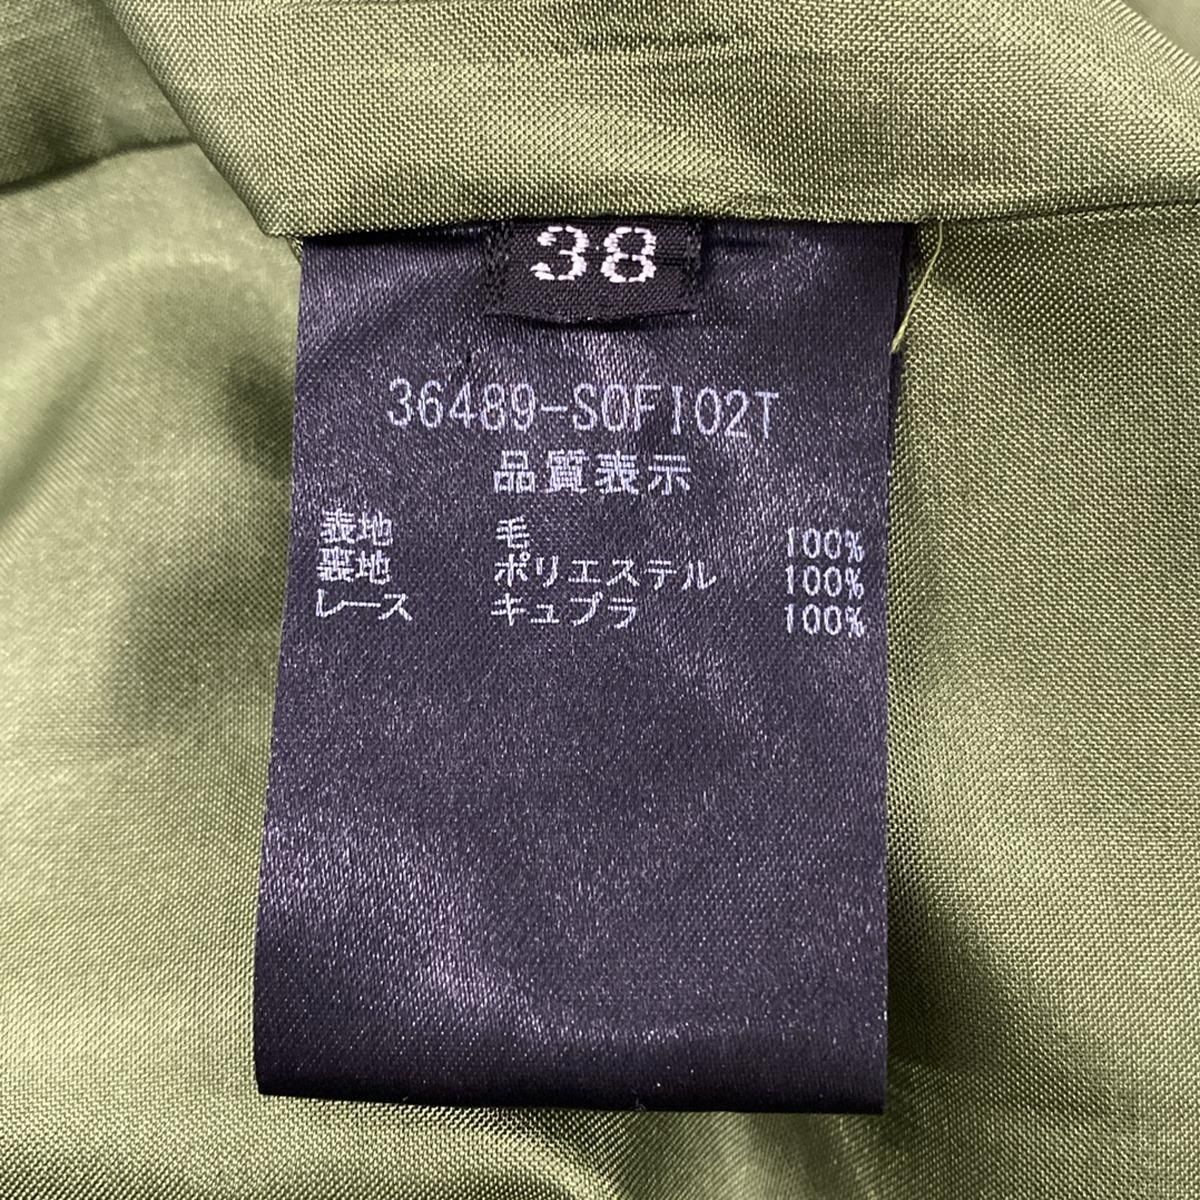 38
36489-SOFI02T
品質表示
表地 毛 100%
裏地 ポリエステル 100%
レース キュプラ 100%